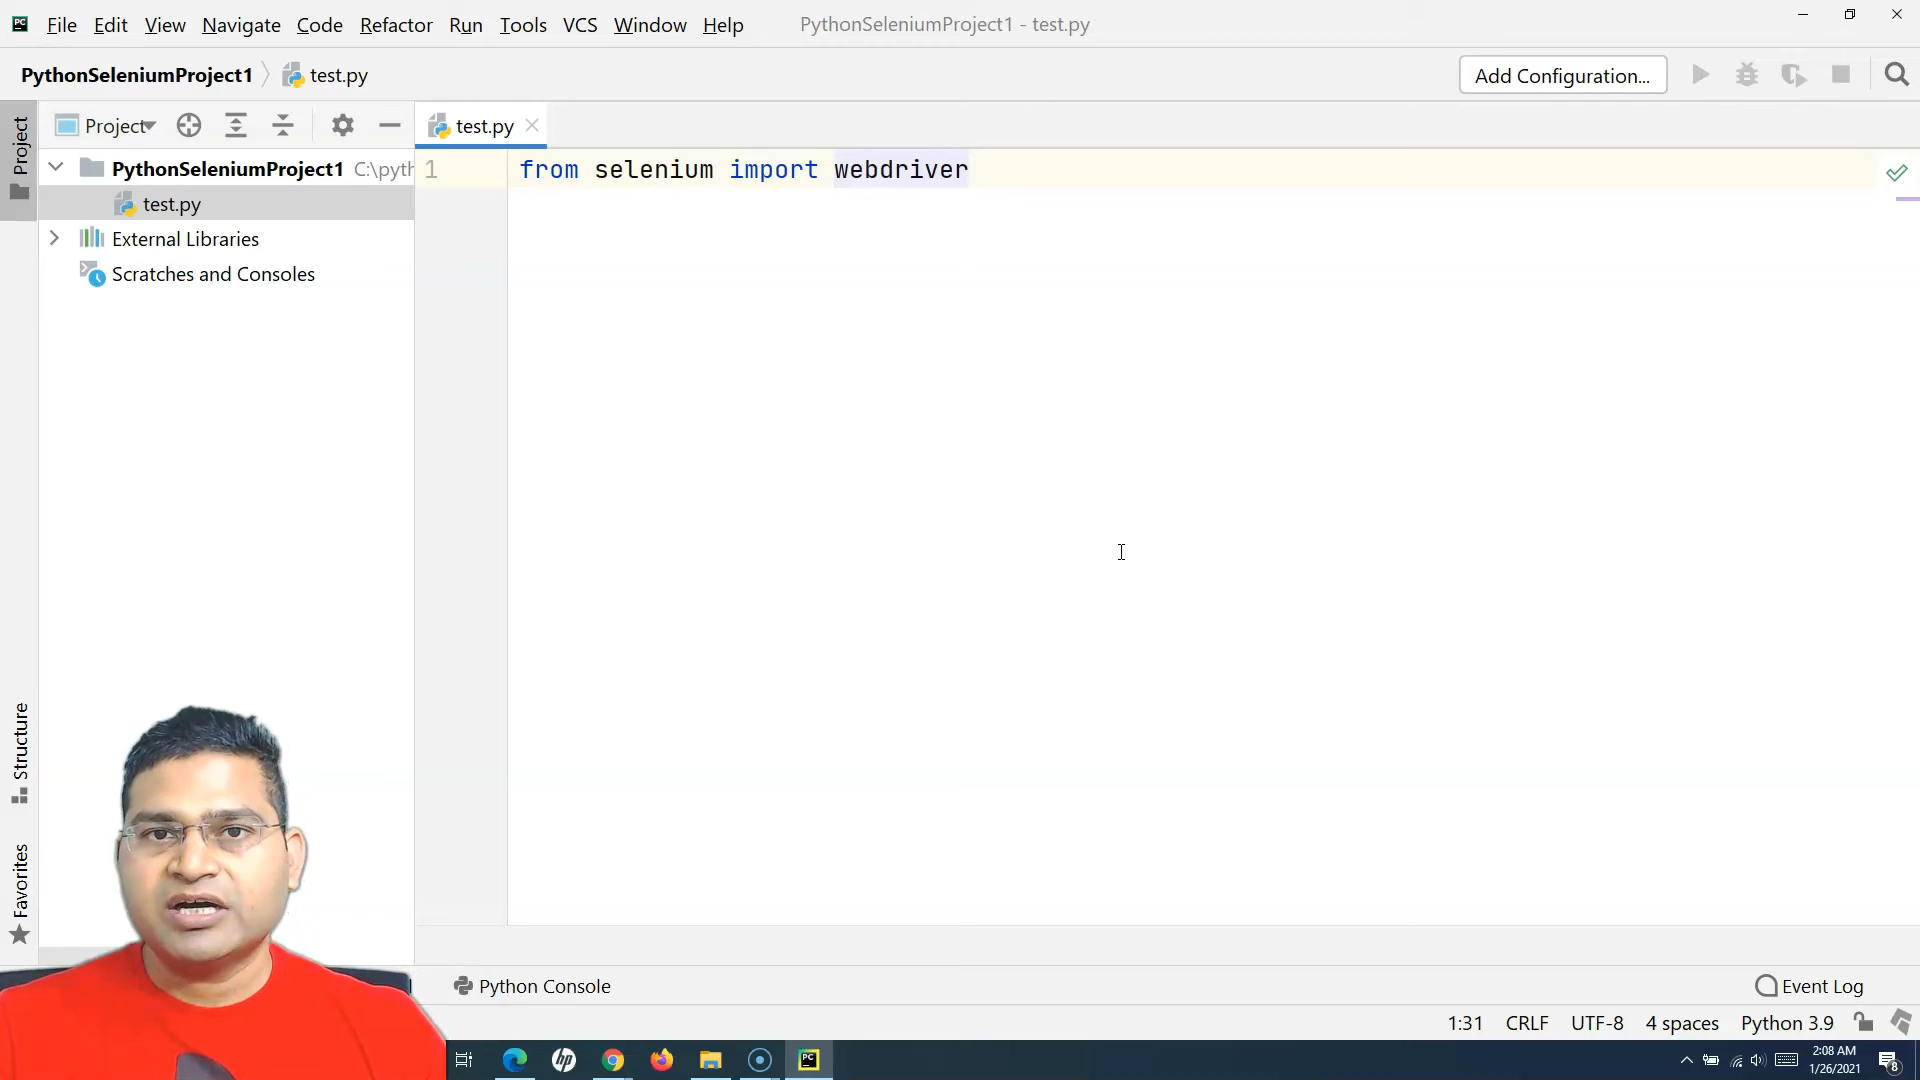 File Edit View Navigate Code Refactor Run Tools VCS Window Help PythonSeleniumProject1 - test.py
PythonSeleniumProject1 test.py Add Configuration...
Project
Project
test.py
PythonSeleniumProject1 C:\pyth
test.py
External Libraries
Scratches and Consoles
1 from selenium import webdriver
Structure
Favorites
Python Console
Event Log
1:31 CRLF UTF-8 4 spaces Python 3.9
hp
PC
2:08 AM
1/26/2021
8